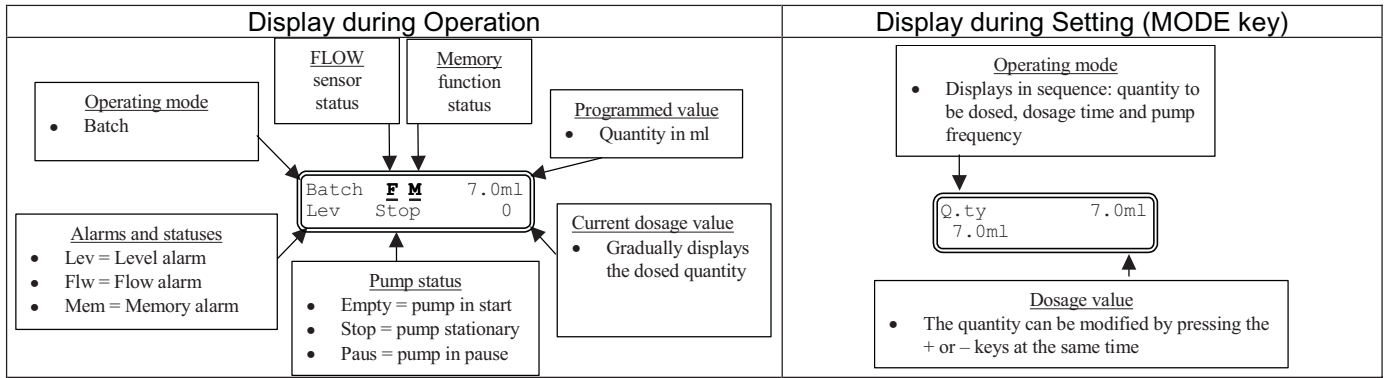 Display during Operation
Display during Setting (MODE key)
FLOW
sensor
status
Memory
function
status
Operating mode
• Batch
Programmed value
• Quantity in ml
Batch F M 7.0ml
Lev Stop 0
Alarms and statuses
• Lev = Level alarm
• Flw = Flow alarm
• Mem = Memory alarm
Pump status
• Empty = pump in start
• Stop = pump stationary
• Paus = pump in pause
Current dosage value
• Gradually displays
the dosed quantity
Operating mode
• Displays in sequence: quantity to
be dosed, dosage time and pump
frequency
Q.ty 7.0ml
7.0ml
Dosage value
• The quantity can be modified by pressing the
+ or – keys at the same time